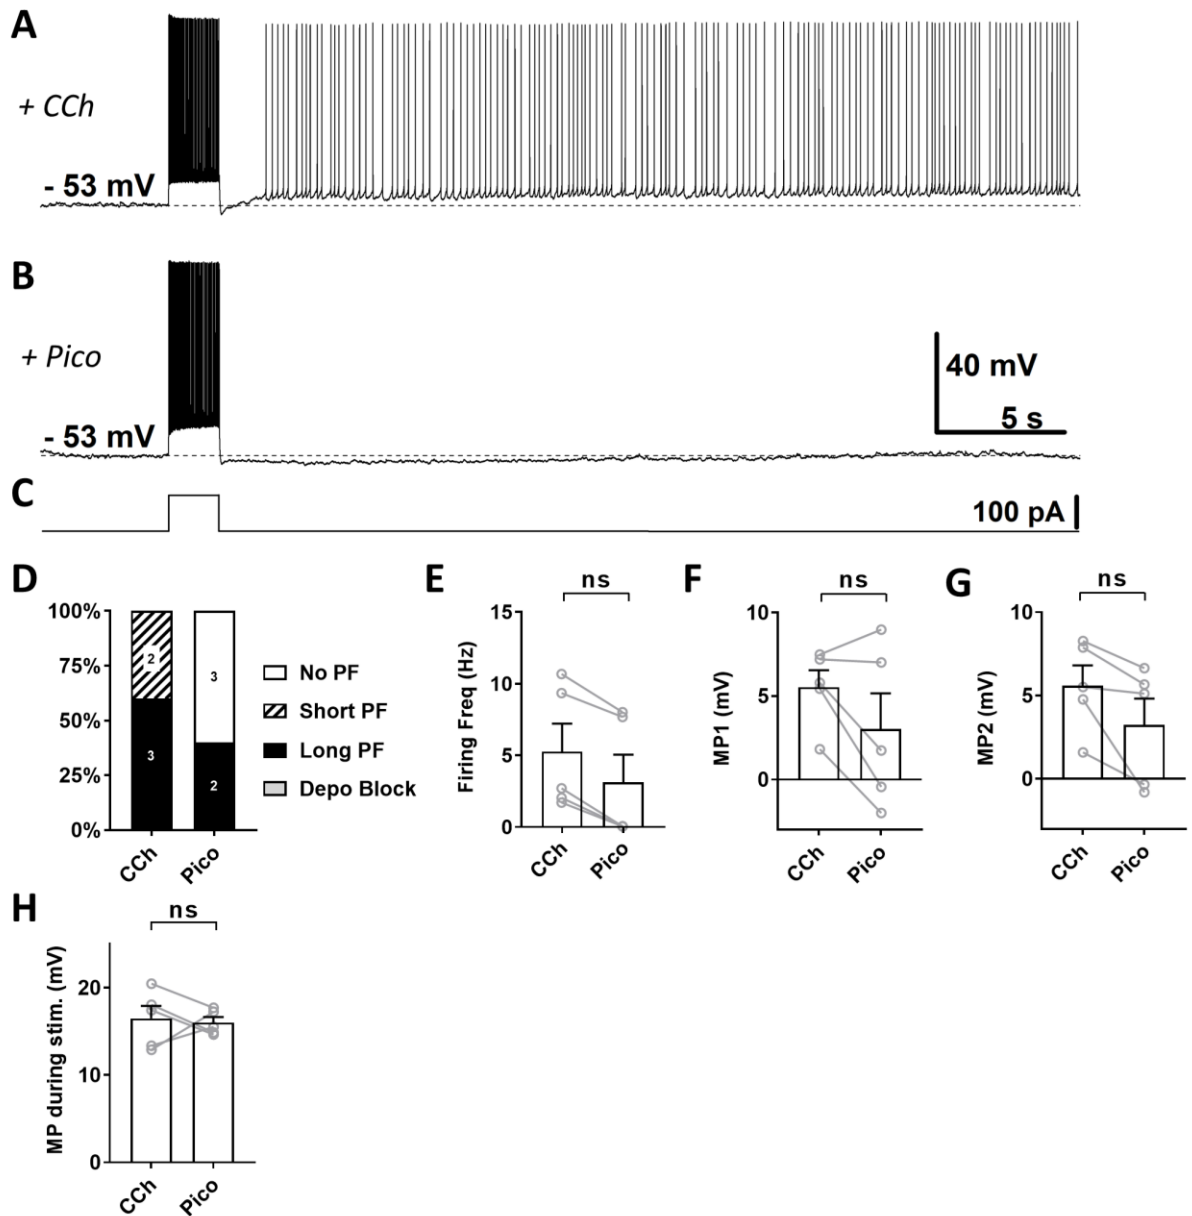 A
+ CCh
- 53 mV
B
+ Pico
- 53 mV
40 mV
5 s
C
100 pA
D
100%
75%
50%
25%
0%
2
3
3
2
CCh
Pico
No PF
Short PF
Long PF
Depo Block
E
ns
Firing Freq (Hz)
15
10
5
0
CCh
Pico
F
ns
MP1 (mV)
10
5
0
CCh
Pico
G
ns
MP2 (mV)
10
5
0
CCh
Pico
H
ns
MP during stim. (mV)
20
10
0
CCh
Pico